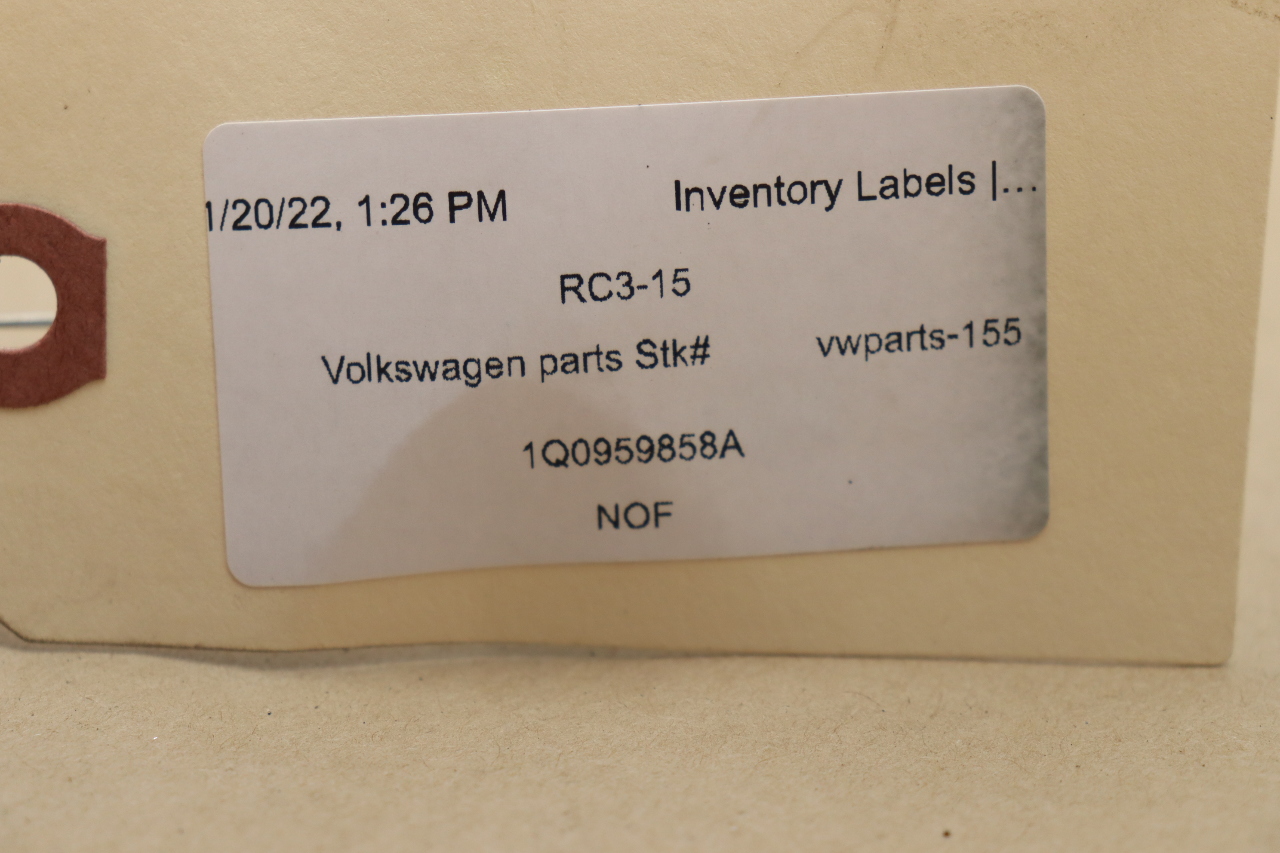 1/20/22, 1:26 PM Inventory Labels |...
RC3-15
Volkswagen parts Stk# vwparts-155
1Q0959858A
NOF